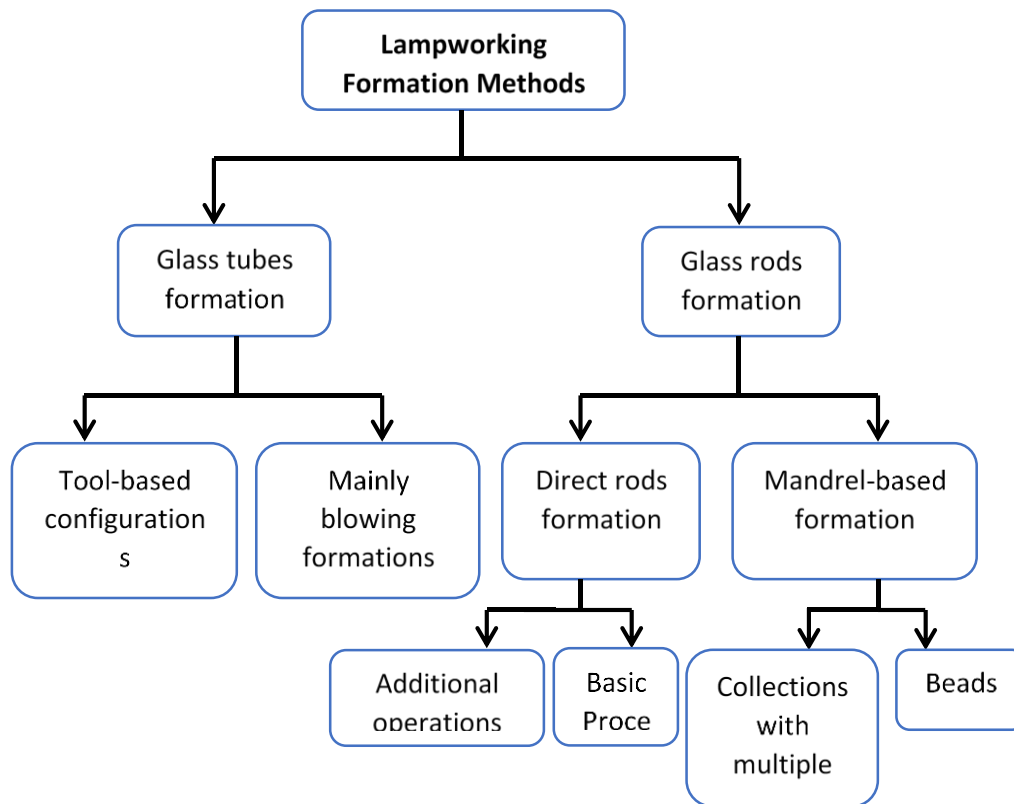 Lampworking
Formation Methods
Glass tubes
formation
Glass rods
formation
Tool-based
configuration
s
Mainly
blowing
formations
Direct rods
formation
Mandrel-based
formation
Additional
operations
Basic
Proce
Collections
with
multiple
Beads